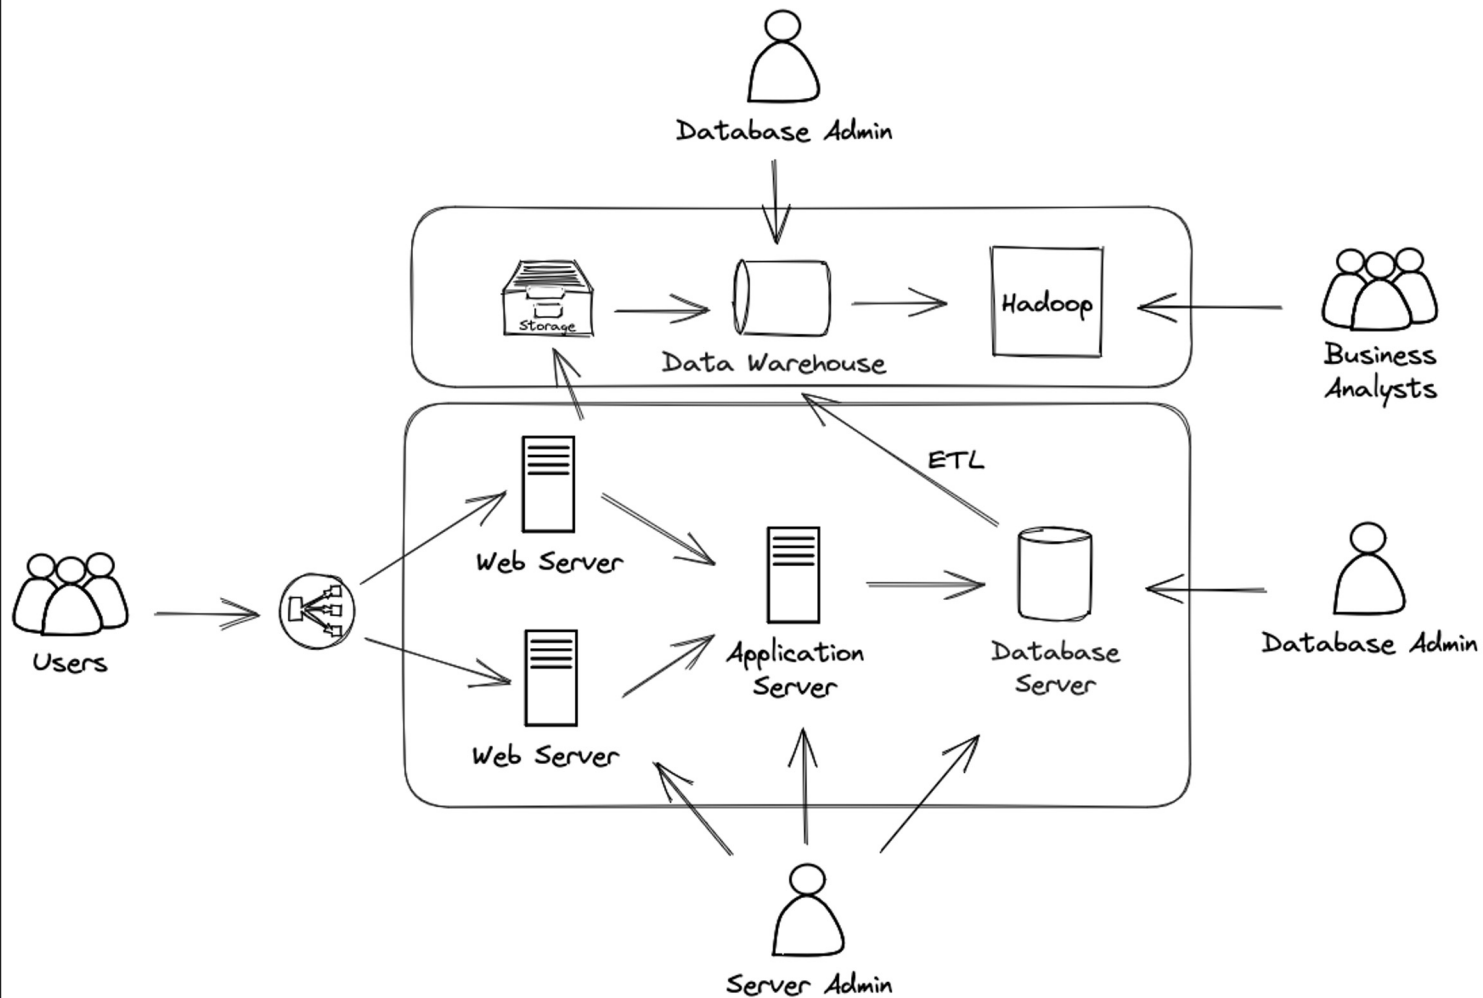 Database Admin
Storage
Data Warehouse
Hadoop
Business
Analysts
ETL
Web Server
Users
Application
Server
Database
Server
Database Admin
Web Server
Server Admin